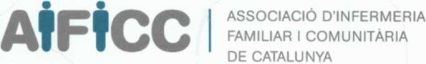 AIFICC
ASSOCIACIÓ D'INFERMERIA
FAMILIAR I COMUNITÀRIA
DE CATALUNYA